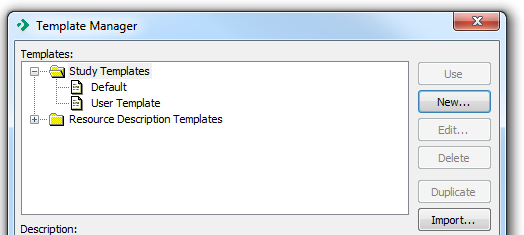 Template Manager
Templates:
Study Templates
Default
User Template
Resource Description Templates
Use
New...
Edit...
Delete
Duplicate
Import...
Description: